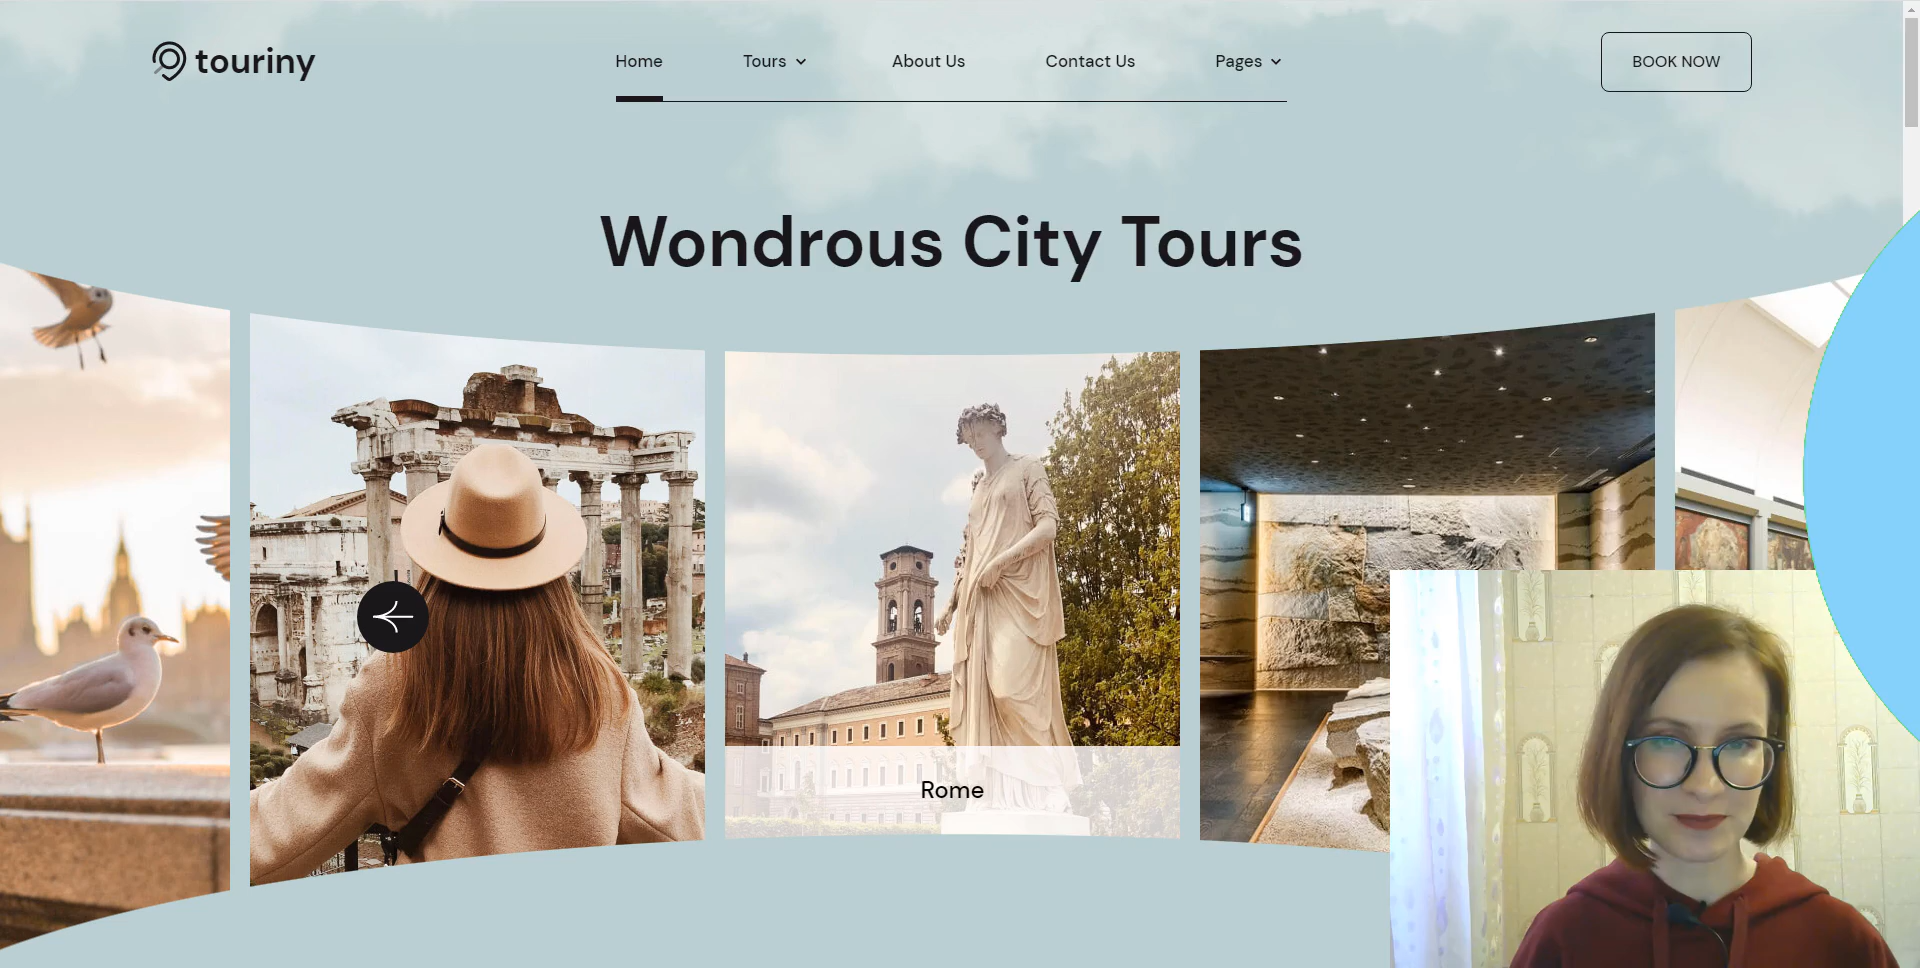 touriny
Home
Tours
About Us
Contact Us
Pages
BOOK NOW
Wondrous City Tours
Rome